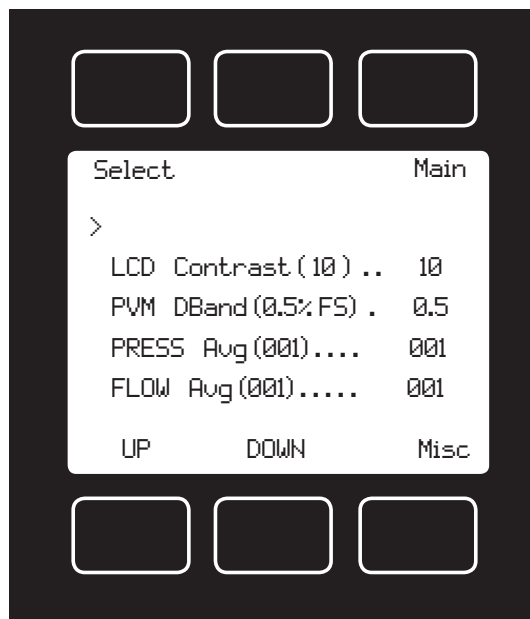 Select Main
>
LCD Contrast(10).. 10
PVM DBand(0.5% FS). 0.5
PRESS Avg(001).... 001
FLOW Avg(001)..... 001
UP DOWN Misc